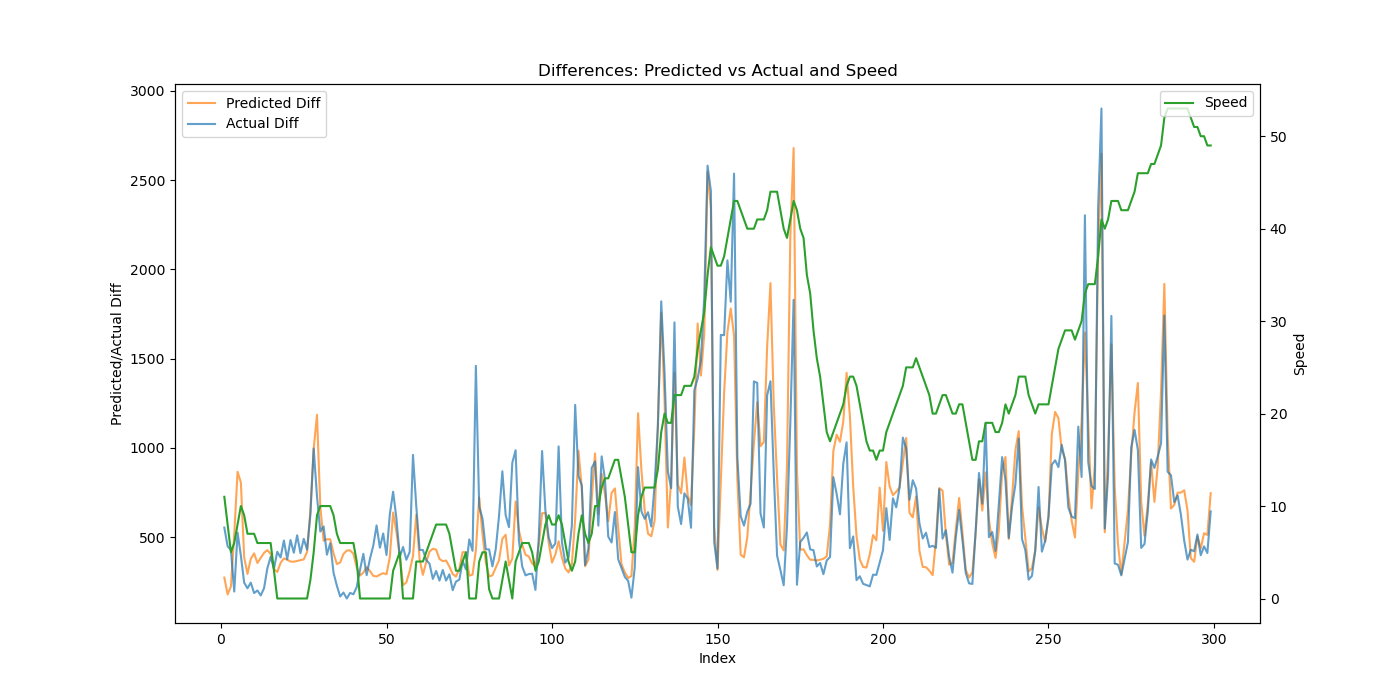 Differences: Predicted vs Actual and Speed
Predicted Diff
Actual Diff
Speed
3000
2500
2000
1500
1000
500
Predicted/Actual Diff
50
40
30
20
10
0
Speed
0 50 100 150 200 250 300
Index